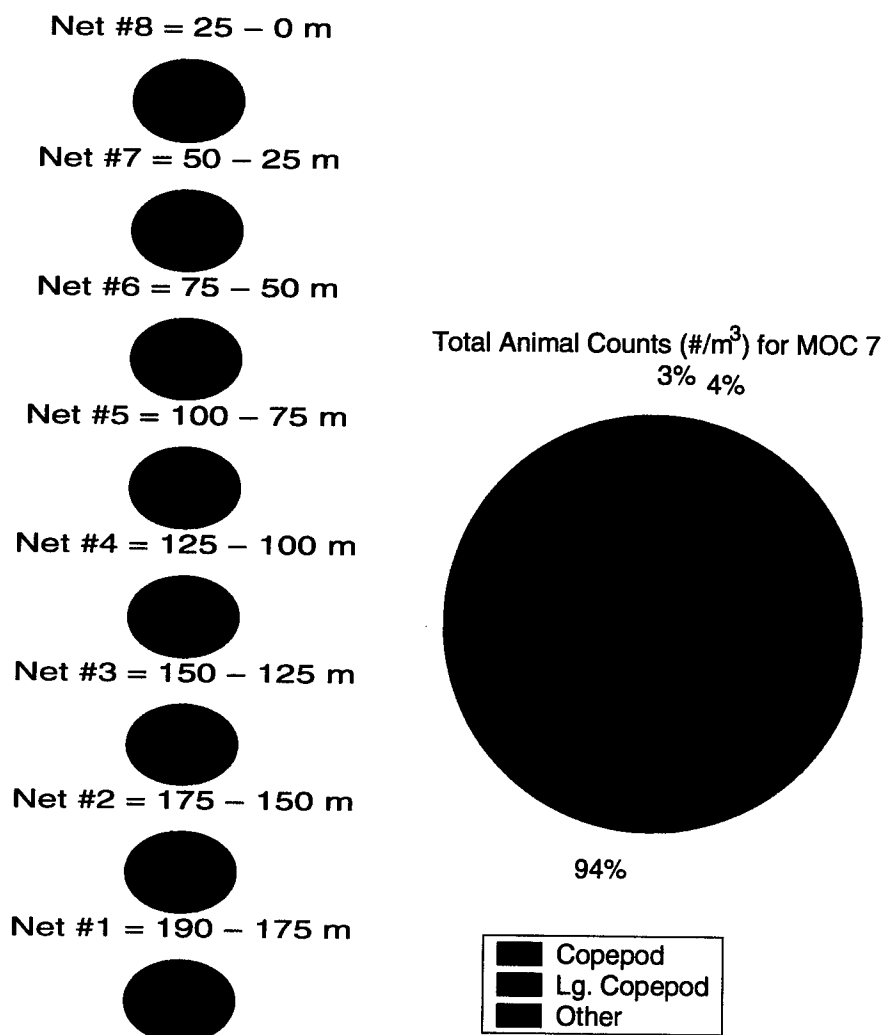 Net #8 = 25 – 0 m
Net #7 = 50 – 25 m
Net #6 = 75 – 50 m
Net #5 = 100 – 75 m
Net #4 = 125 – 100 m
Net #3 = 150 – 125 m
Net #2 = 175 – 150 m
Net #1 = 190 – 175 m
Total Animal Counts (#/m³) for MOC 7
3% 4%
94%
Copepod
Lg. Copepod
Other